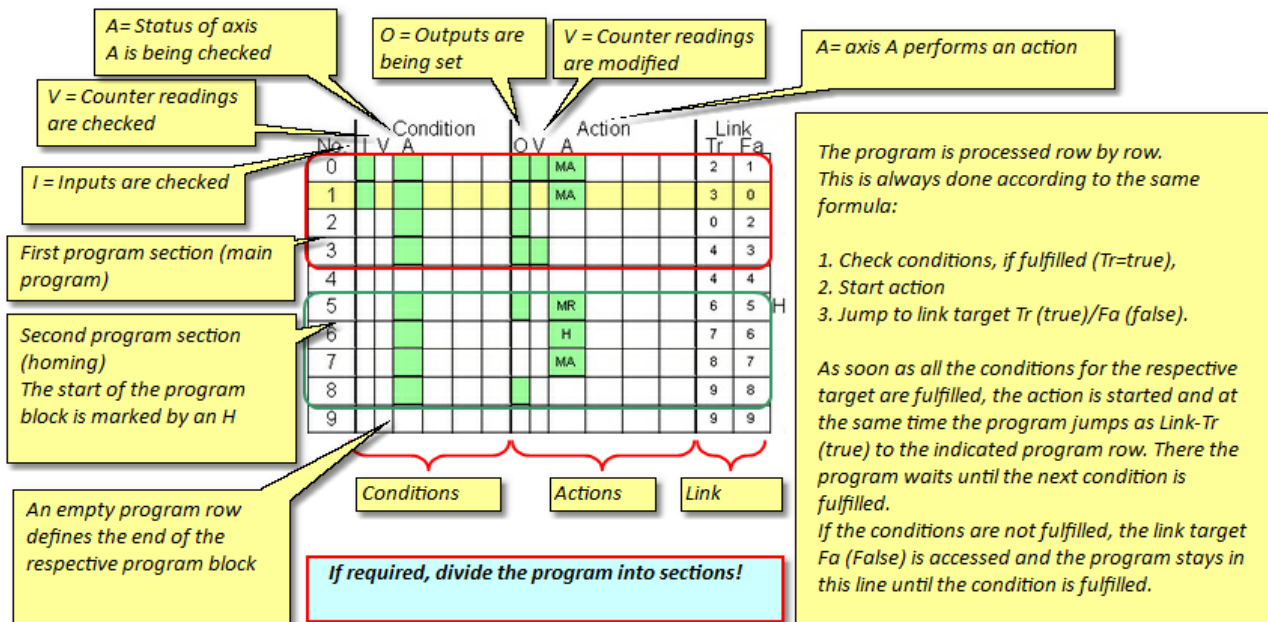 A= Status of axis
A is being checked
O = Outputs are
being set
V = Counter readings
are modified
A= axis A performs an action
V = Counter readings
are checked
I = Inputs are checked
Condition Action Link
No. I V A O V A Tr Fa
0 MA 2 1
1 MA 3 0
2 0 2
3 4 3
4 4 4
5 MR 6 5 H
6 H 7 6
7 MA 8 7
8 9 8
9 9 9
First program section (main
program)
Second program section
(homing)
The start of the program
block is marked by an H
An empty program row
defines the end of the
respective program block
Conditions
Actions
Link
If required, divide the program into sections!
The program is processed row by row.
This is always done according to the same
formula:
1. Check conditions, if fulfilled (Tr=true),
2. Start action
3. Jump to link target Tr (true)/Fa (false).
As soon as all the conditions for the respective
target are fulfilled, the action is started and at
the same time the program jumps as Link-Tr
(true) to the indicated program row. There the
program waits until the next condition is
fulfilled.
If the conditions are not fulfilled, the link target
Fa (False) is accessed and the program stays in
this line until the condition is fulfilled.